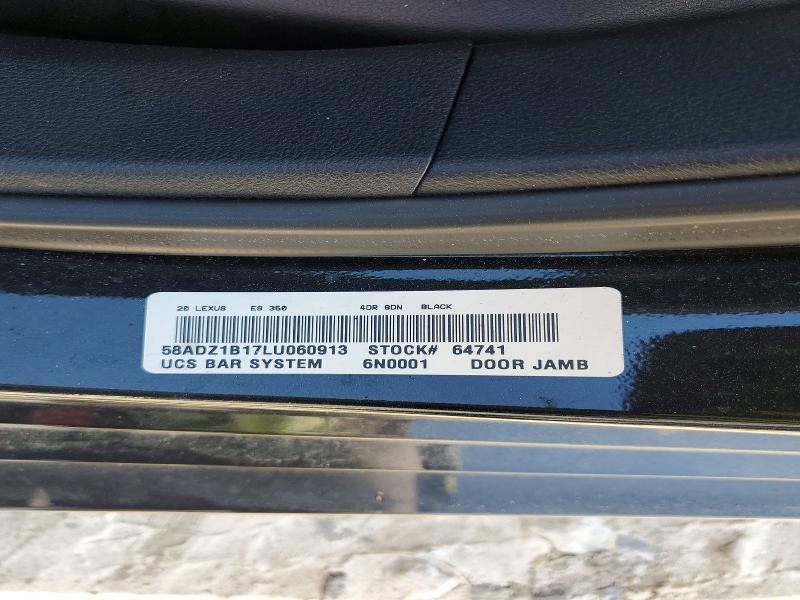 20 LEXUS ES 350 4DR SDN BLACK
58ADZ1B17LU060913 STOCK# 64741
UCS BAR SYSTEM 6N0001 DOOR JAMB